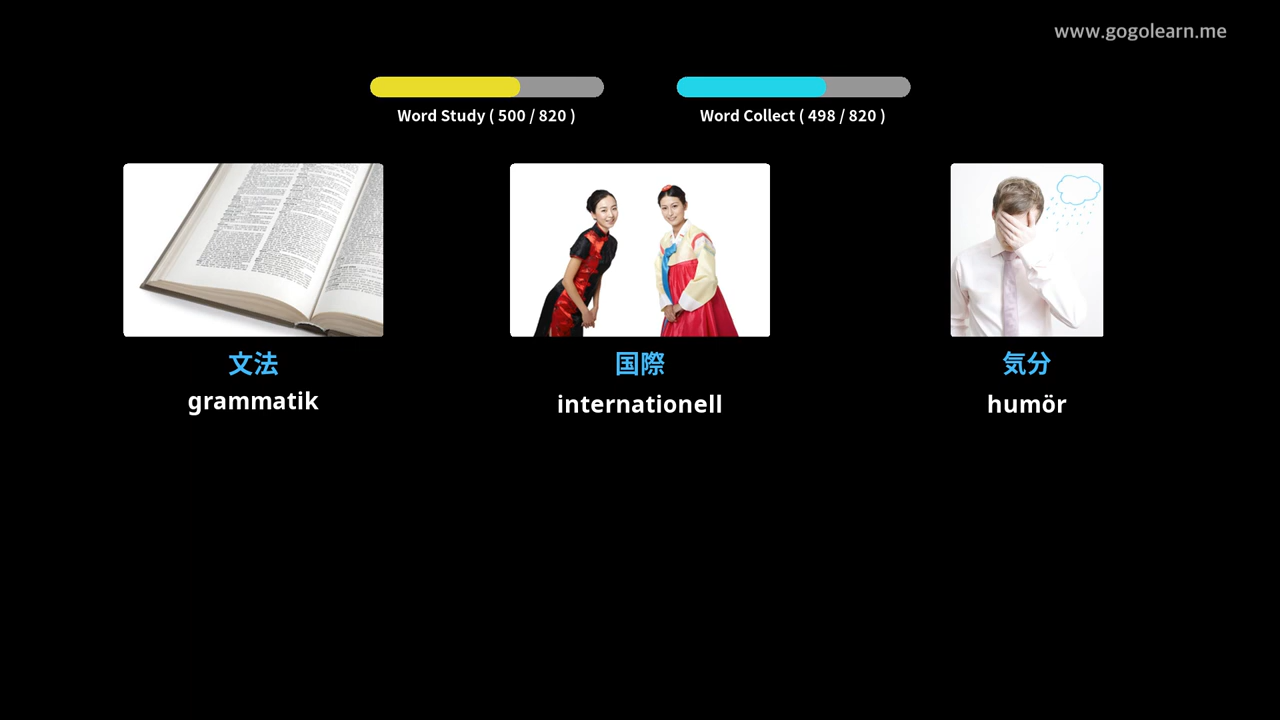 www.gogolearn.me
Word Study ( 500 / 820 )
Word Collect ( 498 / 820 )
文法
grammatik
国際
internationell
気分
humör